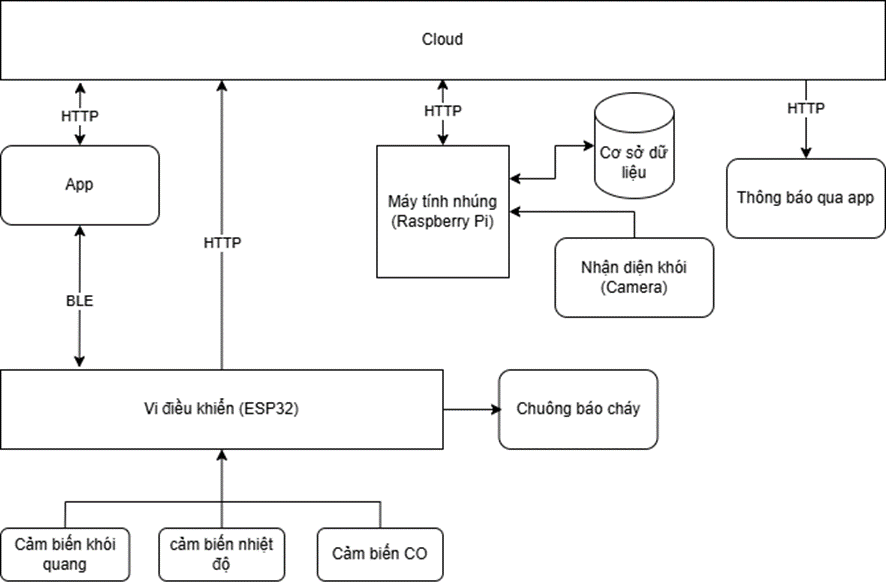 Cloud
HTTP
HTTP
HTTP
App
Cơ sở dữ
liệu
Máy tính nhúng
(Raspberry Pi)
Thông báo qua app
HTTP
Nhận diện khói
(Camera)
BLE
Vi điều khiển (ESP32)
Chuông báo cháy
Cảm biến khói
quang
cảm biến nhiệt
độ
Cảm biến CO